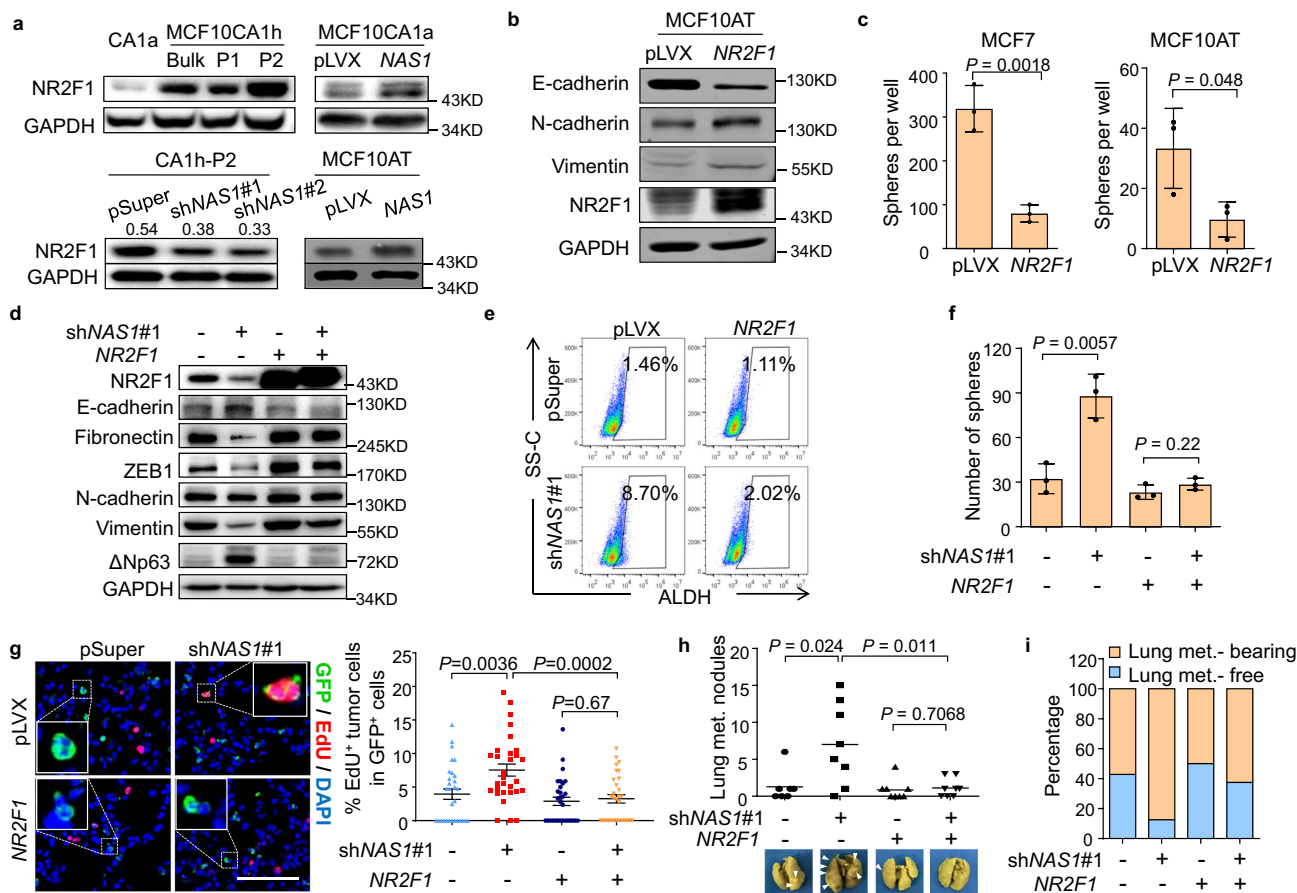 a
CA1a MCF10CA1h
Bulk P1 P2
NR2F1
GAPDH
MCF10CA1a
pLVX NAS1
43KD
34KD
CA1h-P2
pSuper shNAS1#1 shNAS1#2
0.54 0.38 0.33
NR2F1
GAPDH
MCF10AT
pLVX NAS1
43KD
34KD
b
MCF10AT
pLVX NR2F1
E-cadherin 130KD
N-cadherin 130KD
Vimentin 55KD
NR2F1 43KD
GAPDH 34KD
c
MCF7
P = 0.0018
Spheres per well
400
300
200
100
0
pLVX NR2F1
MCF10AT
P = 0.048
Spheres per well
60
40
20
0
pLVX NR2F1
d
shNAS1#1 - + - +
NR2F1 - - + +
NR2F1 43KD
E-cadherin 130KD
Fibronectin 245KD
ZEB1 170KD
N-cadherin 130KD
Vimentin 55KD
ΔNp63 72KD
GAPDH 34KD
e
pLVX NR2F1
pSuper
1.46% 1.11%
shNAS1#1
8.70% 2.02%
SS-C
ALDH
f
Number of spheres
120
90
60
30
0
P = 0.0057
P = 0.22
shNAS1#1 - + - +
NR2F1 - - + +
g
pSuper shNAS1#1
pLVX
NR2F1
GFP / EdU / DAPI
% EdU+ tumor cells
in GFP+ cells
25
20
15
10
5
0
P=0.0036 P=0.0002
P=0.67
shNAS1#1 - + - +
NR2F1 - - + +
h
Lung met. nodules
20
15
10
5
0
P = 0.024 P = 0.011
P = 0.7068
shNAS1#1 - + - +
NR2F1 - - + +
i
Lung met.- bearing
Lung met.- free
Percentage
100
80
60
40
20
0
shNAS1#1 - + - +
NR2F1 - - + +